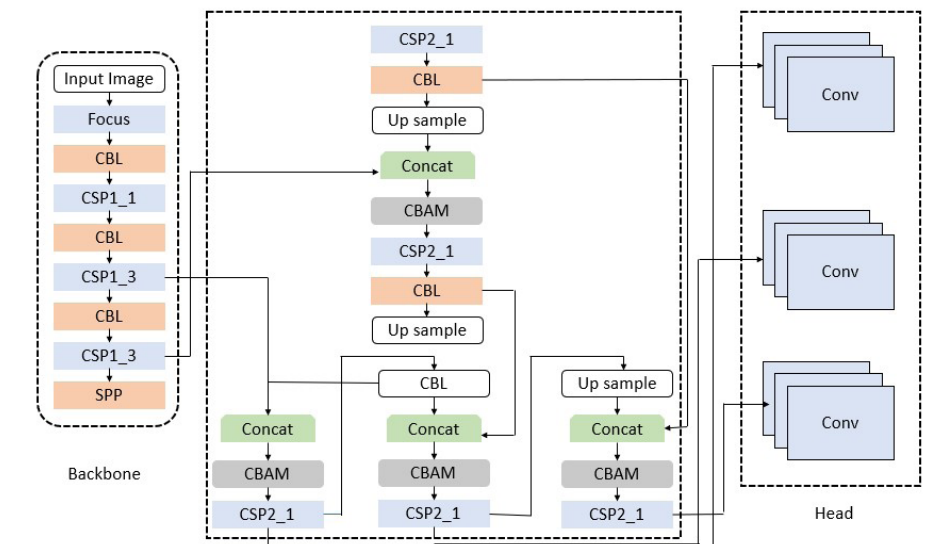 Input Image
Focus
CBL
CSP1_1
CBL
CSP1_3
CBL
CSP1_3
SPP
Backbone
CSP2_1
CBL
Up sample
Concat
CBAM
CSP2_1
CBL
Up sample
CBL
Up sample
Concat
Concat
Concat
CBAM
CBAM
CBAM
CSP2_1
CSP2_1
CSP2_1
Conv
Conv
Conv
Head